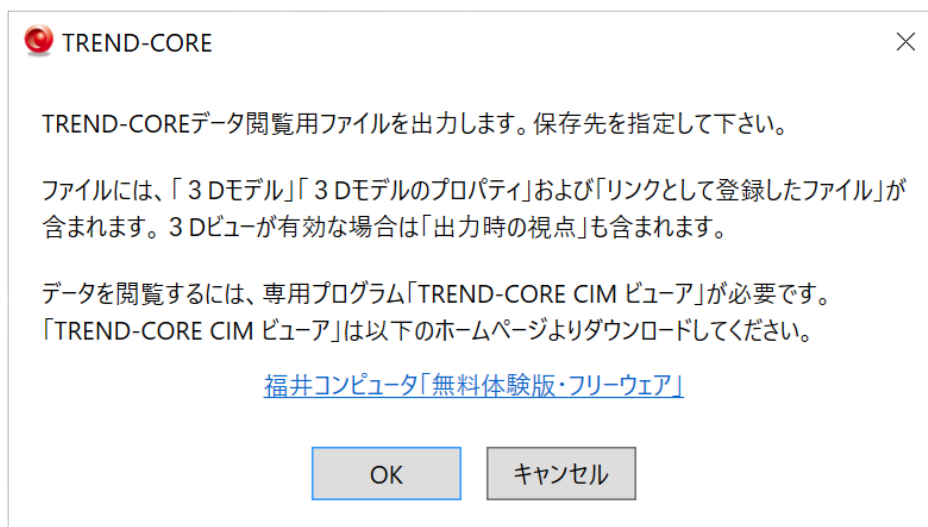 TREND-CORE
TREND-COREデータ閲覧用ファイルを出力します。保存先を指定して下さい。
ファイルには、「３Dモデル」「３Dモデルのプロパティ」および「リンクとして登録したファイル」が
含まれます。３Dビューが有効な場合は「出力時の視点」も含まれます。
データを閲覧するには、専用プログラム「TREND-CORE CIM ビューア」が必要です。
「TREND-CORE CIM ビューア」は以下のホームページよりダウンロードしてください。
福井コンピュータ「無料体験版・フリーウェア」
OK
キャンセル